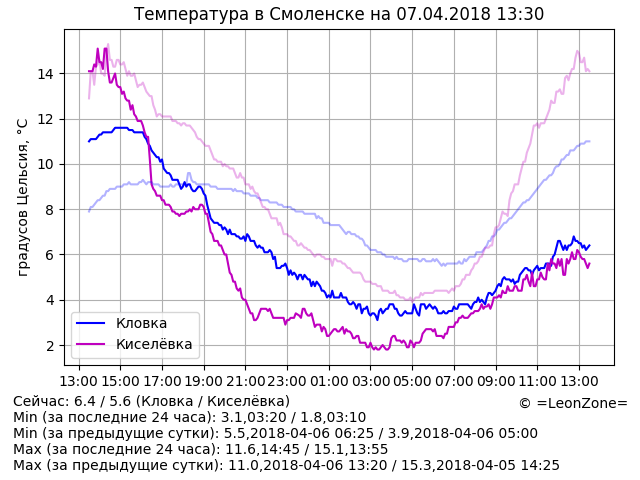 Температура в Смоленске на 07.04.2018 13:30
градусов Цельсия, °C
14
12
10
8
6
4
2
Кловка
Киселёвка
13:00 15:00 17:00 19:00 21:00 23:00 01:00 03:00 05:00 07:00 09:00 11:00 13:00
Сейчас: 6.4 / 5.6 (Кловка / Киселёвка)
© =LeonZone=
Min (за последние 24 часа): 3.1,03:20 / 1.8,03:10
Min (за предыдущие сутки): 5.5,2018-04-06 06:25 / 3.9,2018-04-06 05:00
Max (за последние 24 часа): 11.6,14:45 / 15.1,13:55
Max (за предыдущие сутки): 11.0,2018-04-06 13:20 / 15.3,2018-04-05 14:25